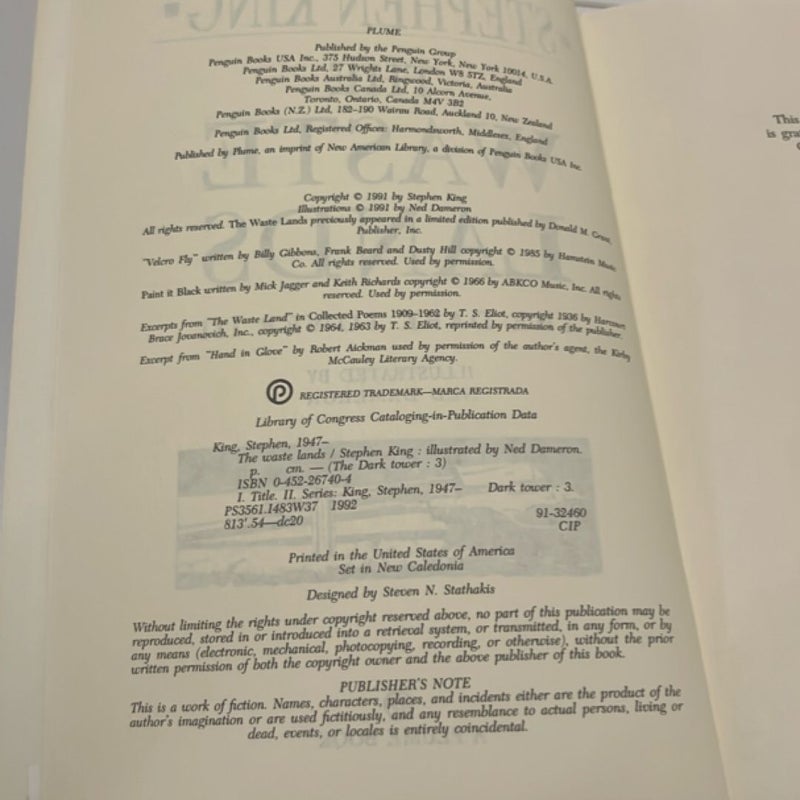 PLUME
Published by the Penguin Group
Penguin Books USA Inc., 375 Hudson Street, New York, New York 10014, U.S.A.
Penguin Books Ltd, 27 Wrights Lane, London W8 5TZ, England
Penguin Books Australia Ltd, Ringwood, Victoria, Australia
Penguin Books Canada Ltd, 10 Alcorn Avenue,
Toronto, Ontario, Canada M4V 3B2
Penguin Books (N.Z.) Ltd, 182-190 Wairau Road, Auckland 10, New Zealand
Penguin Books Ltd, Registered Offices: Harmondsworth, Middlesex, England
Published by Plume, an imprint of New American Library, a division of Penguin Books USA Inc.
Copyright © 1991 by Stephen King
Illustrations © 1991 by Ned Dameron
All rights reserved. The Waste Lands previously appeared in a limited edition published by Donald M. Grant,
Publisher, Inc.
"Velcro Fly" written by Billy Gibbons, Frank Beard and Dusty Hill copyright © 1985 by Hamstein Music
Co. All rights reserved. Used by permission.
Paint it Black written by Mick Jagger and Keith Richards copyright © 1966 by ABKCO Music, Inc. All rights
reserved. Used by permission.
Excerpts from "The Waste Land" in Collected Poems 1909-1962 by T. S. Eliot, copyright 1936 by Harcourt
Brace Jovanovich, Inc., copyright © 1964, 1963 by T. S. Eliot, reprinted by permission of the publisher.
Excerpt from "Hand in Glove" by Robert Aickman used by permission of the author's agent, the Kirby
McCauley Literary Agency.
REGISTERED TRADEMARK—MARCA REGISTRADA
Library of Congress Cataloging-in-Publication Data
King, Stephen, 1947–
The waste lands / Stephen King : illustrated by Ned Dameron.
p. cm. — (The Dark tower : 3)
ISBN 0-452-26740-4
I. Title. II. Series: King, Stephen, 1947– Dark tower : 3.
PS3561.I483W37 1992
813'.54—dc20 91-32460
CIP
Printed in the United States of America
Set in New Caledonia
Designed by Steven N. Stathakis
Without limiting the rights under copyright reserved above, no part of this publication may be
reproduced, stored in or introduced into a retrieval system, or transmitted, in any form, or by
any means (electronic, mechanical, photocopying, recording, or otherwise), without the prior
written permission of both the copyright owner and the above publisher of this book.
PUBLISHER'S NOTE
This is a work of fiction. Names, characters, places, and incidents either are the product of the
author's imagination or are used fictitiously, and any resemblance to actual persons, living or
dead, events, or locales is entirely coincidental.
This
is gra